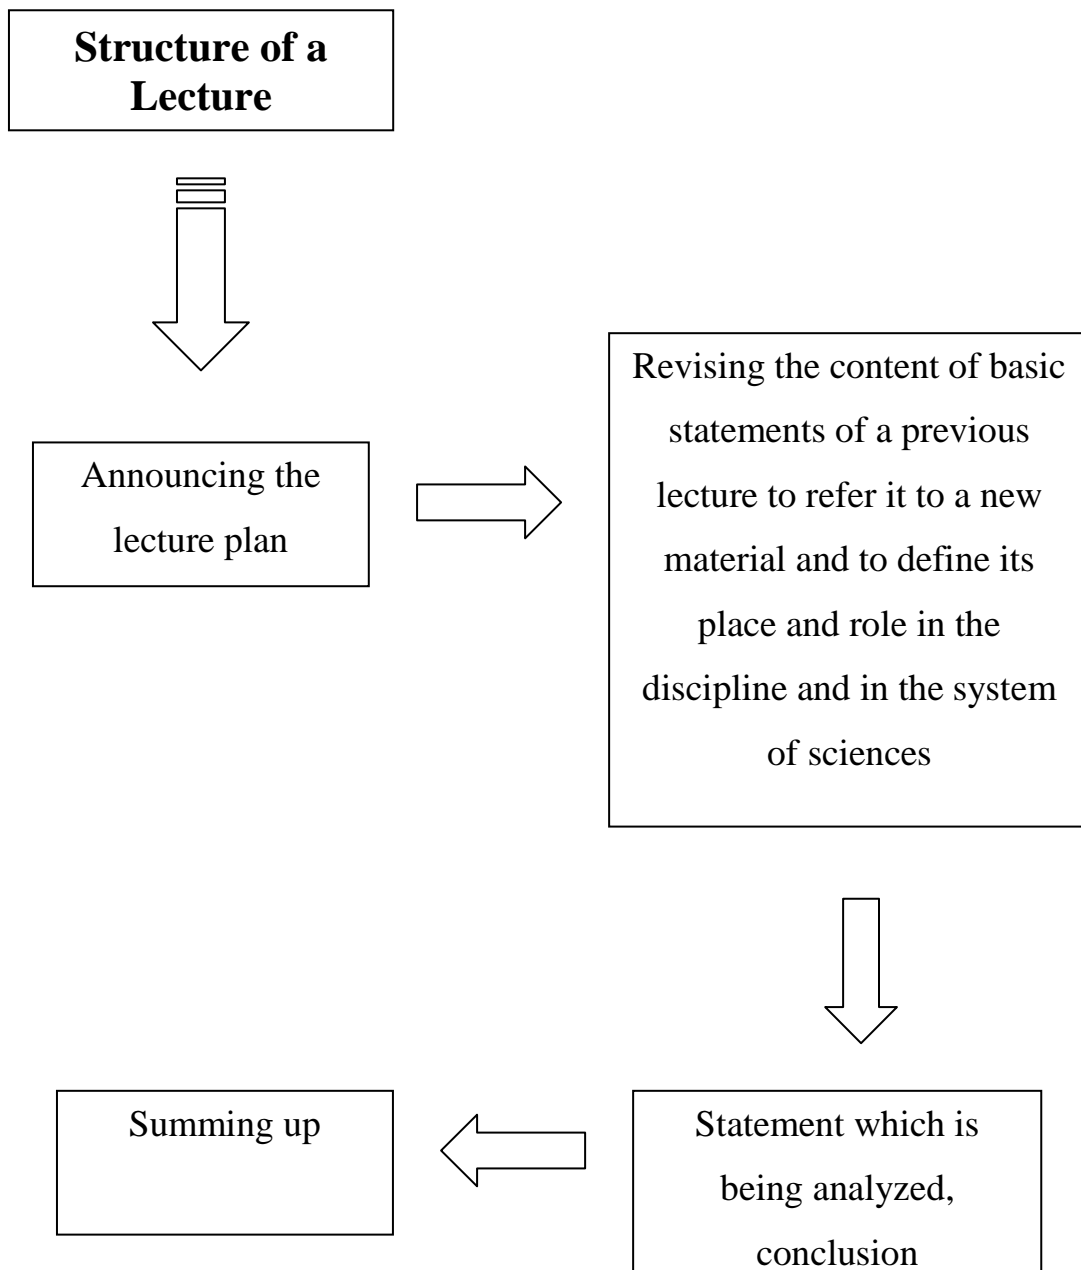 Structure of a
Lecture
Announcing the
lecture plan
Revising the content of basic
statements of a previous
lecture to refer it to a new
material and to define its
place and role in the
discipline and in the system
of sciences
Statement which is
being analyzed,
conclusion
Summing up